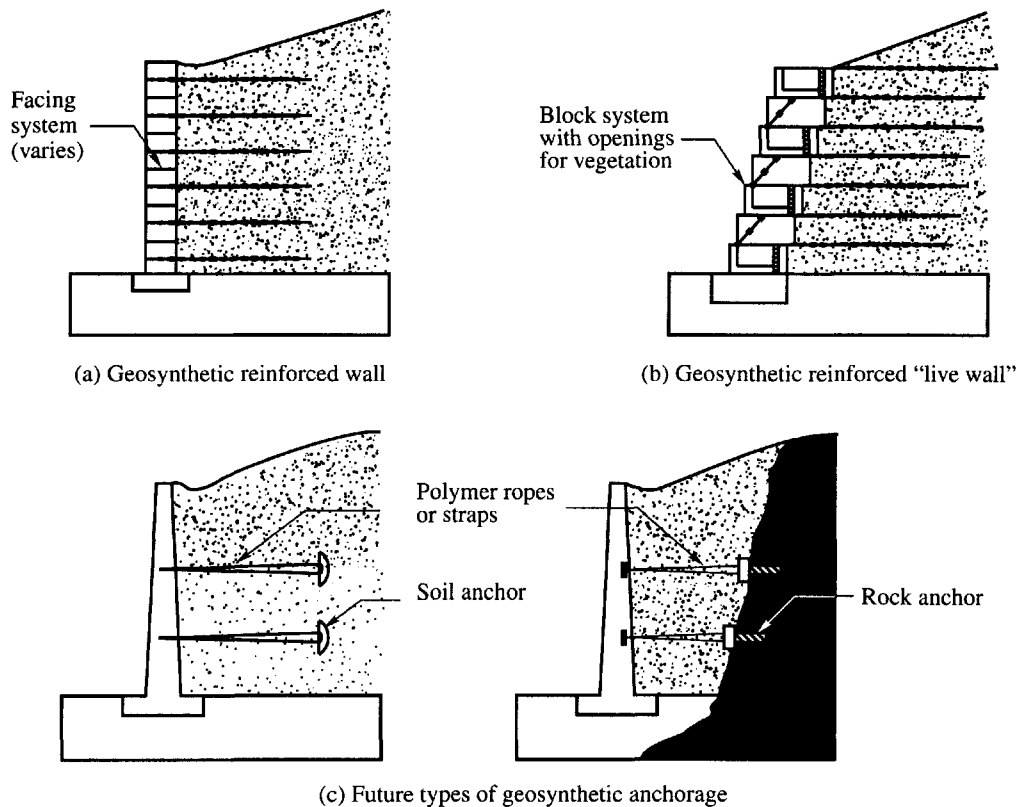 Facing
system
(varies)
Block system
with openings
for vegetation
(a) Geosynthetic reinforced wall
(b) Geosynthetic reinforced “live wall”
Polymer ropes
or straps
Soil anchor
Rock anchor
(c) Future types of geosynthetic anchorage